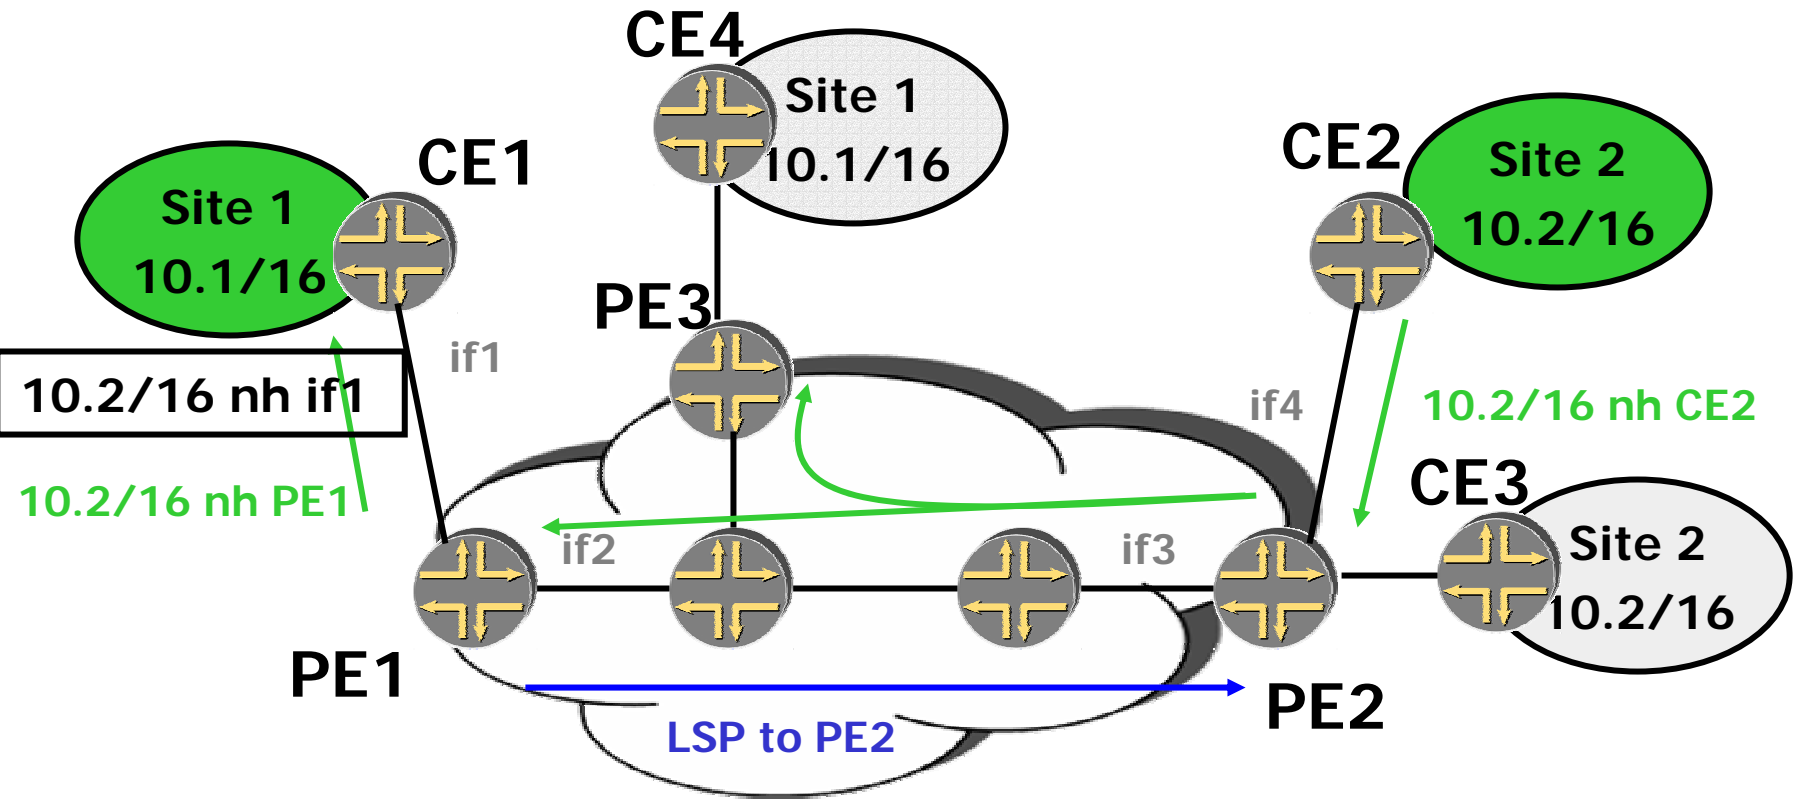 CE4
Site 1
10.1/16
CE1
Site 1
10.1/16
CE2
Site 2
10.2/16
PE3
if1
10.2/16 nh if1
if4
10.2/16 nh CE2
10.2/16 nh PE1
CE3
Site 2
10.2/16
if2
if3
PE1
PE2
LSP to PE2